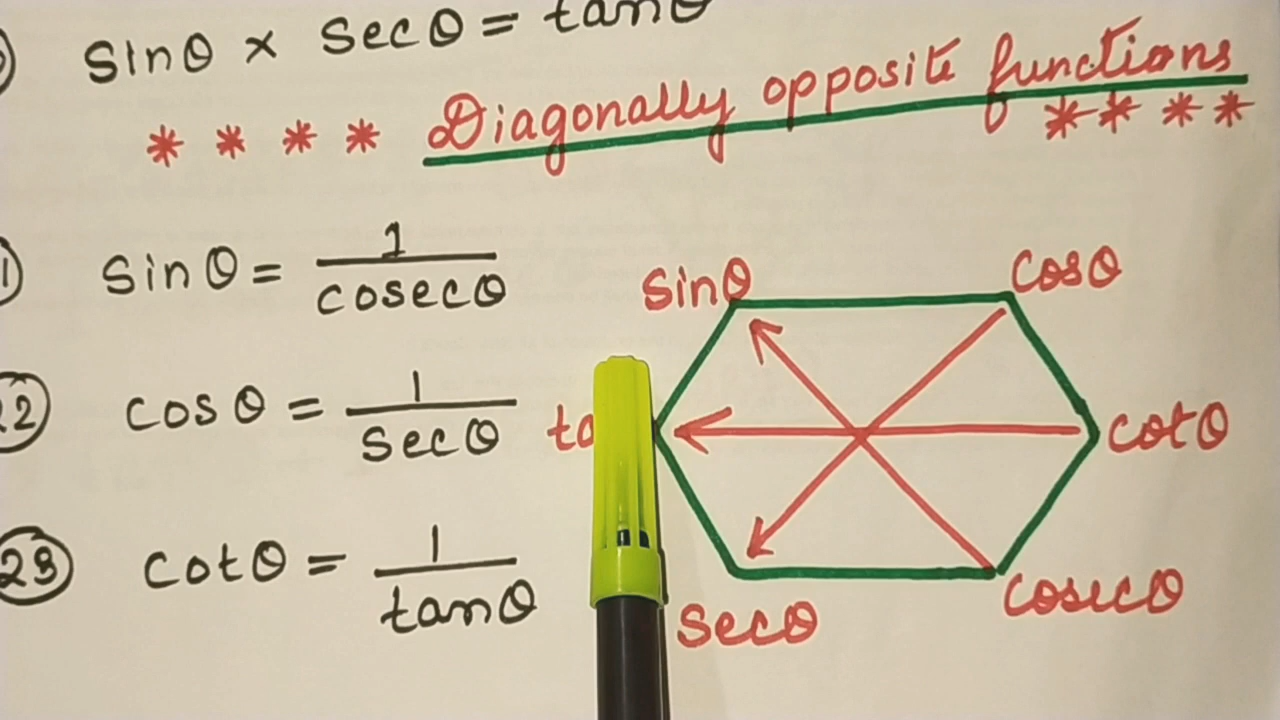 sinθ × secθ = tanθ
* * * * Diagonally opposite functions * * * *
sinθ = 1/cosecθ
22 cosθ = 1/secθ
23 cotθ = 1/tanθ
sinθ cosθ
cotθ
secθ cosecθ